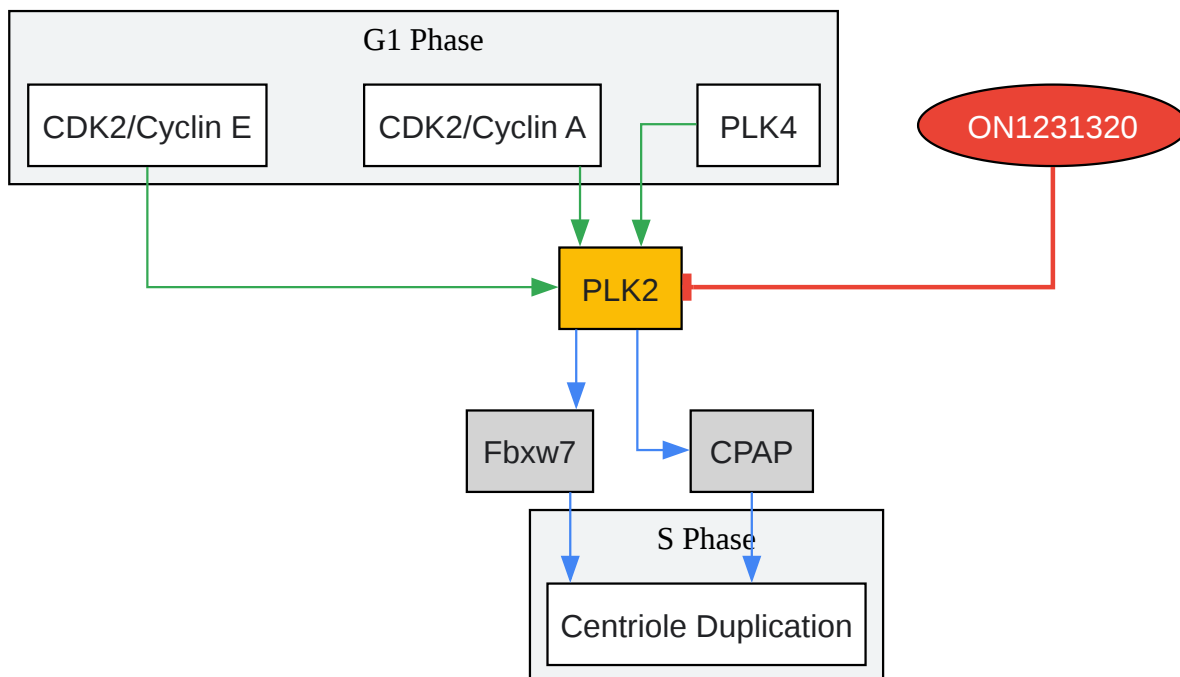 G1 Phase
CDK2/Cyclin E
CDK2/Cyclin A
PLK4
ON1231320
PLK2
Fbxw7
CPAP
S Phase
Centriole Duplication